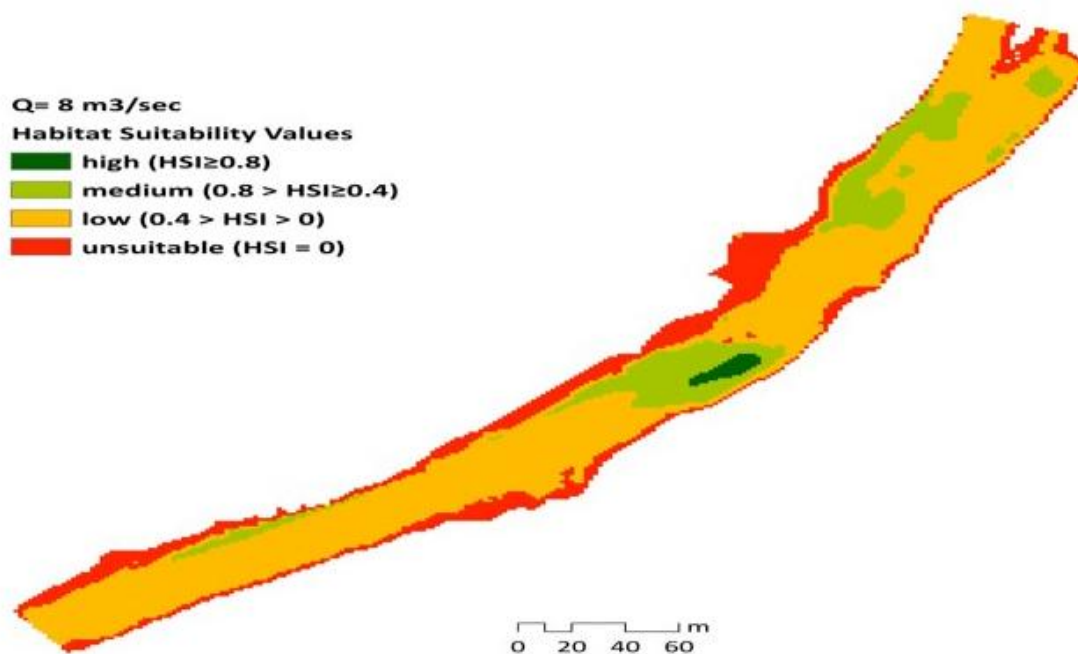 Q= 8 m3/sec
Habitat Suitability Values
high (HSI≥0.8)
medium (0.8 > HSI≥0.4)
low (0.4 > HSI > 0)
unsuitable (HSI = 0)
m
0 20 40 60